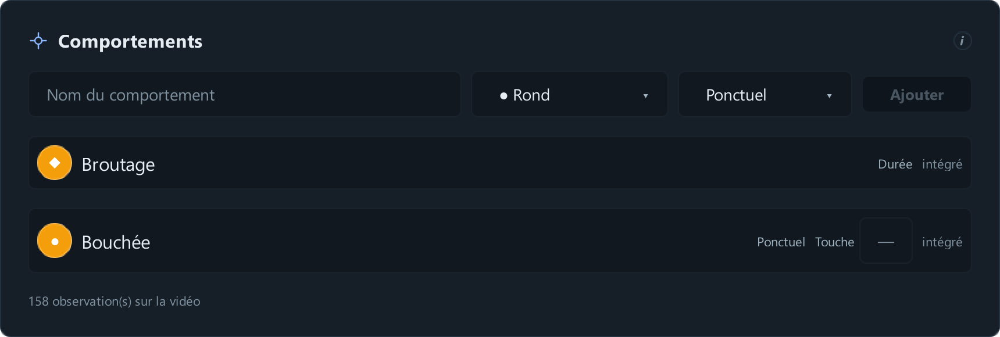 Comportements
i
Nom du comportement
● Rond ▾
Ponctuel ▾
Ajouter
◆ Broutage Durée intégré
● Bouchée Ponctuel Touche — intégré
158 observation(s) sur la vidéo